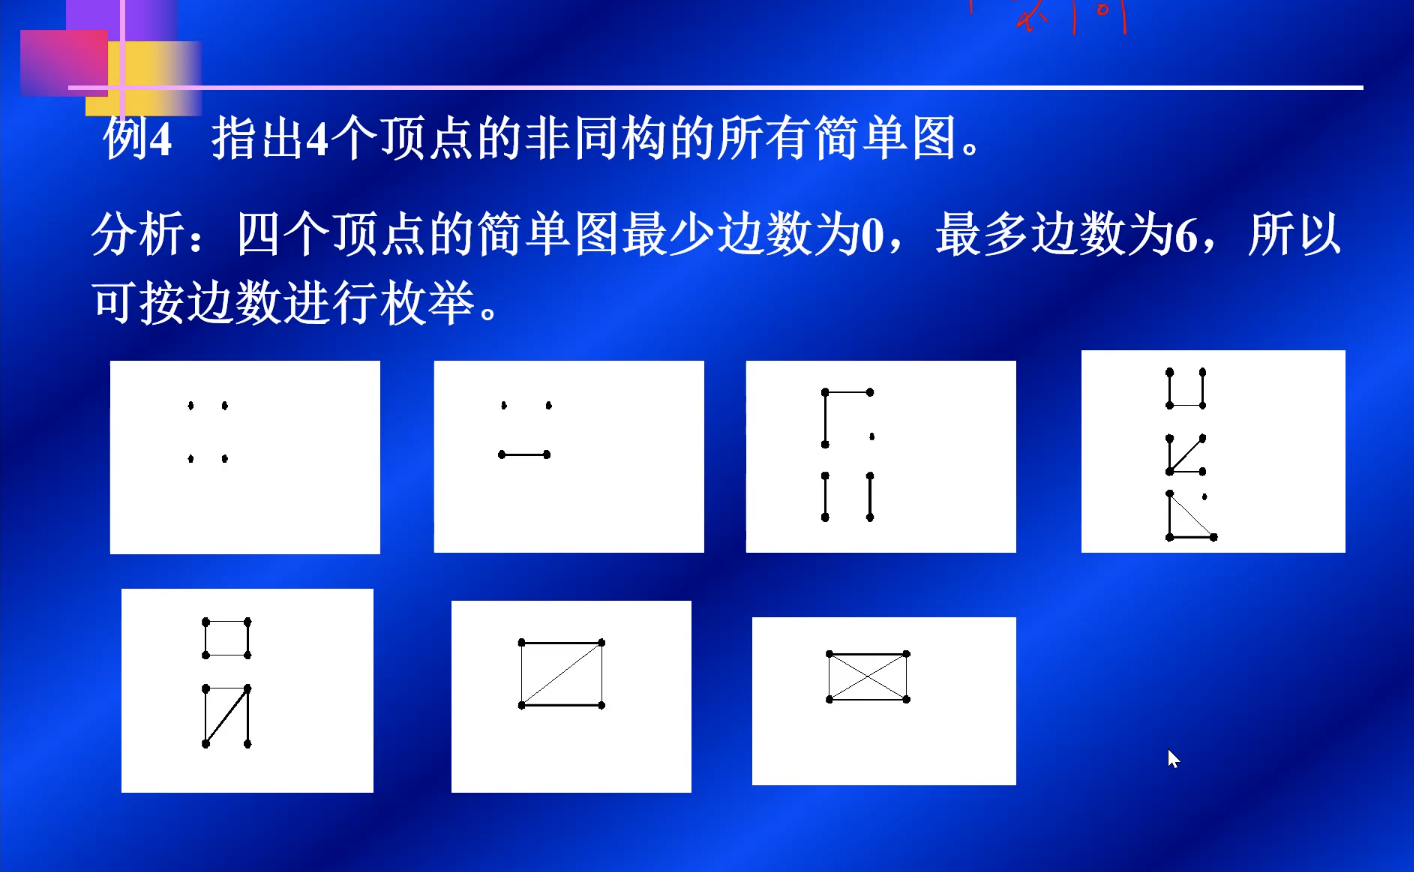 例4 指出4个顶点的非同构的所有简单图。
分析：四个顶点的简单图最少边数为0，最多边数为6，所以
可按边数进行枚举。